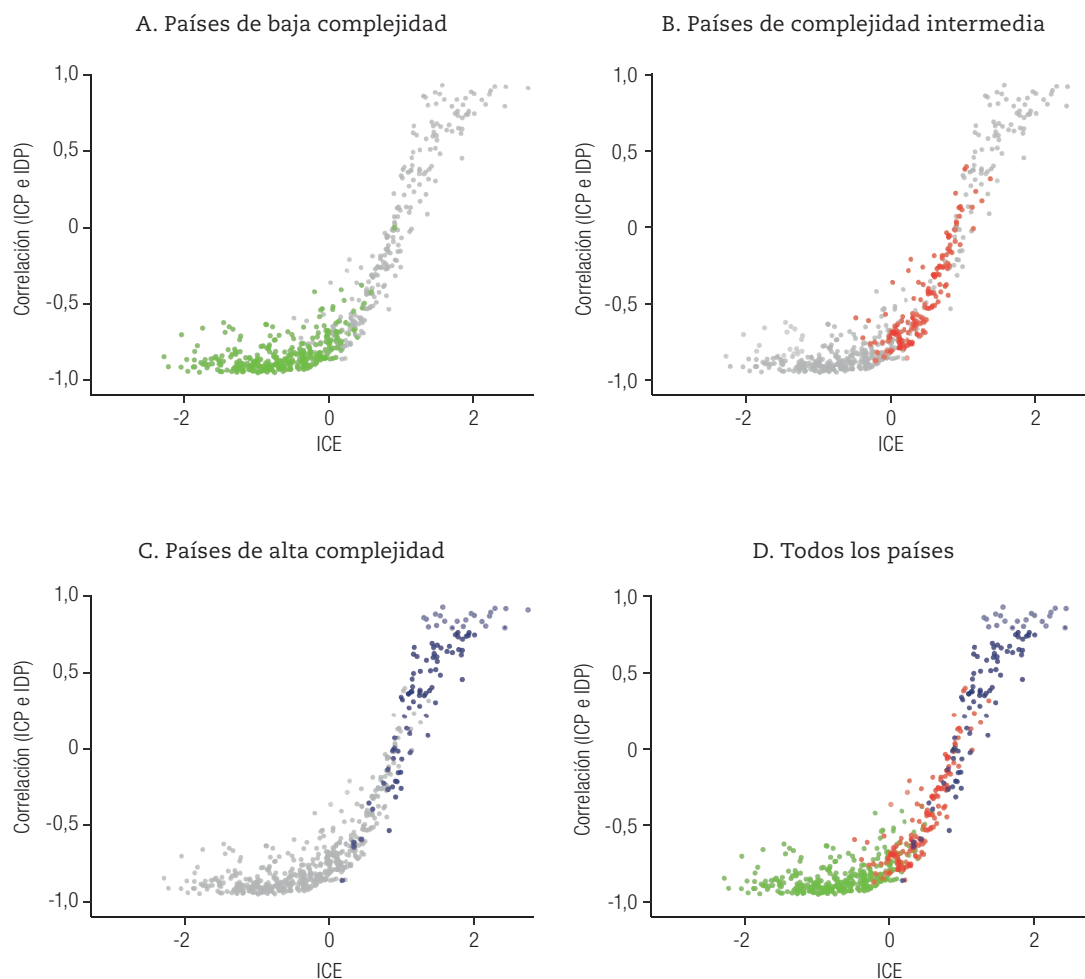 A. Países de baja complejidad
Correlación (ICP e IDP)
1,0
0,5
0
-0,5
-1,0
-2
0
2
ICE
B. Países de complejidad intermedia
Correlación (ICP e IDP)
1,0
0,5
0
-0,5
-1,0
-2
0
2
ICE
C. Países de alta complejidad
Correlación (ICP e IDP)
1,0
0,5
0
-0,5
-1,0
-2
0
2
ICE
D. Todos los países
Correlación (ICP e IDP)
1,0
0,5
0
-0,5
-1,0
-2
0
2
ICE